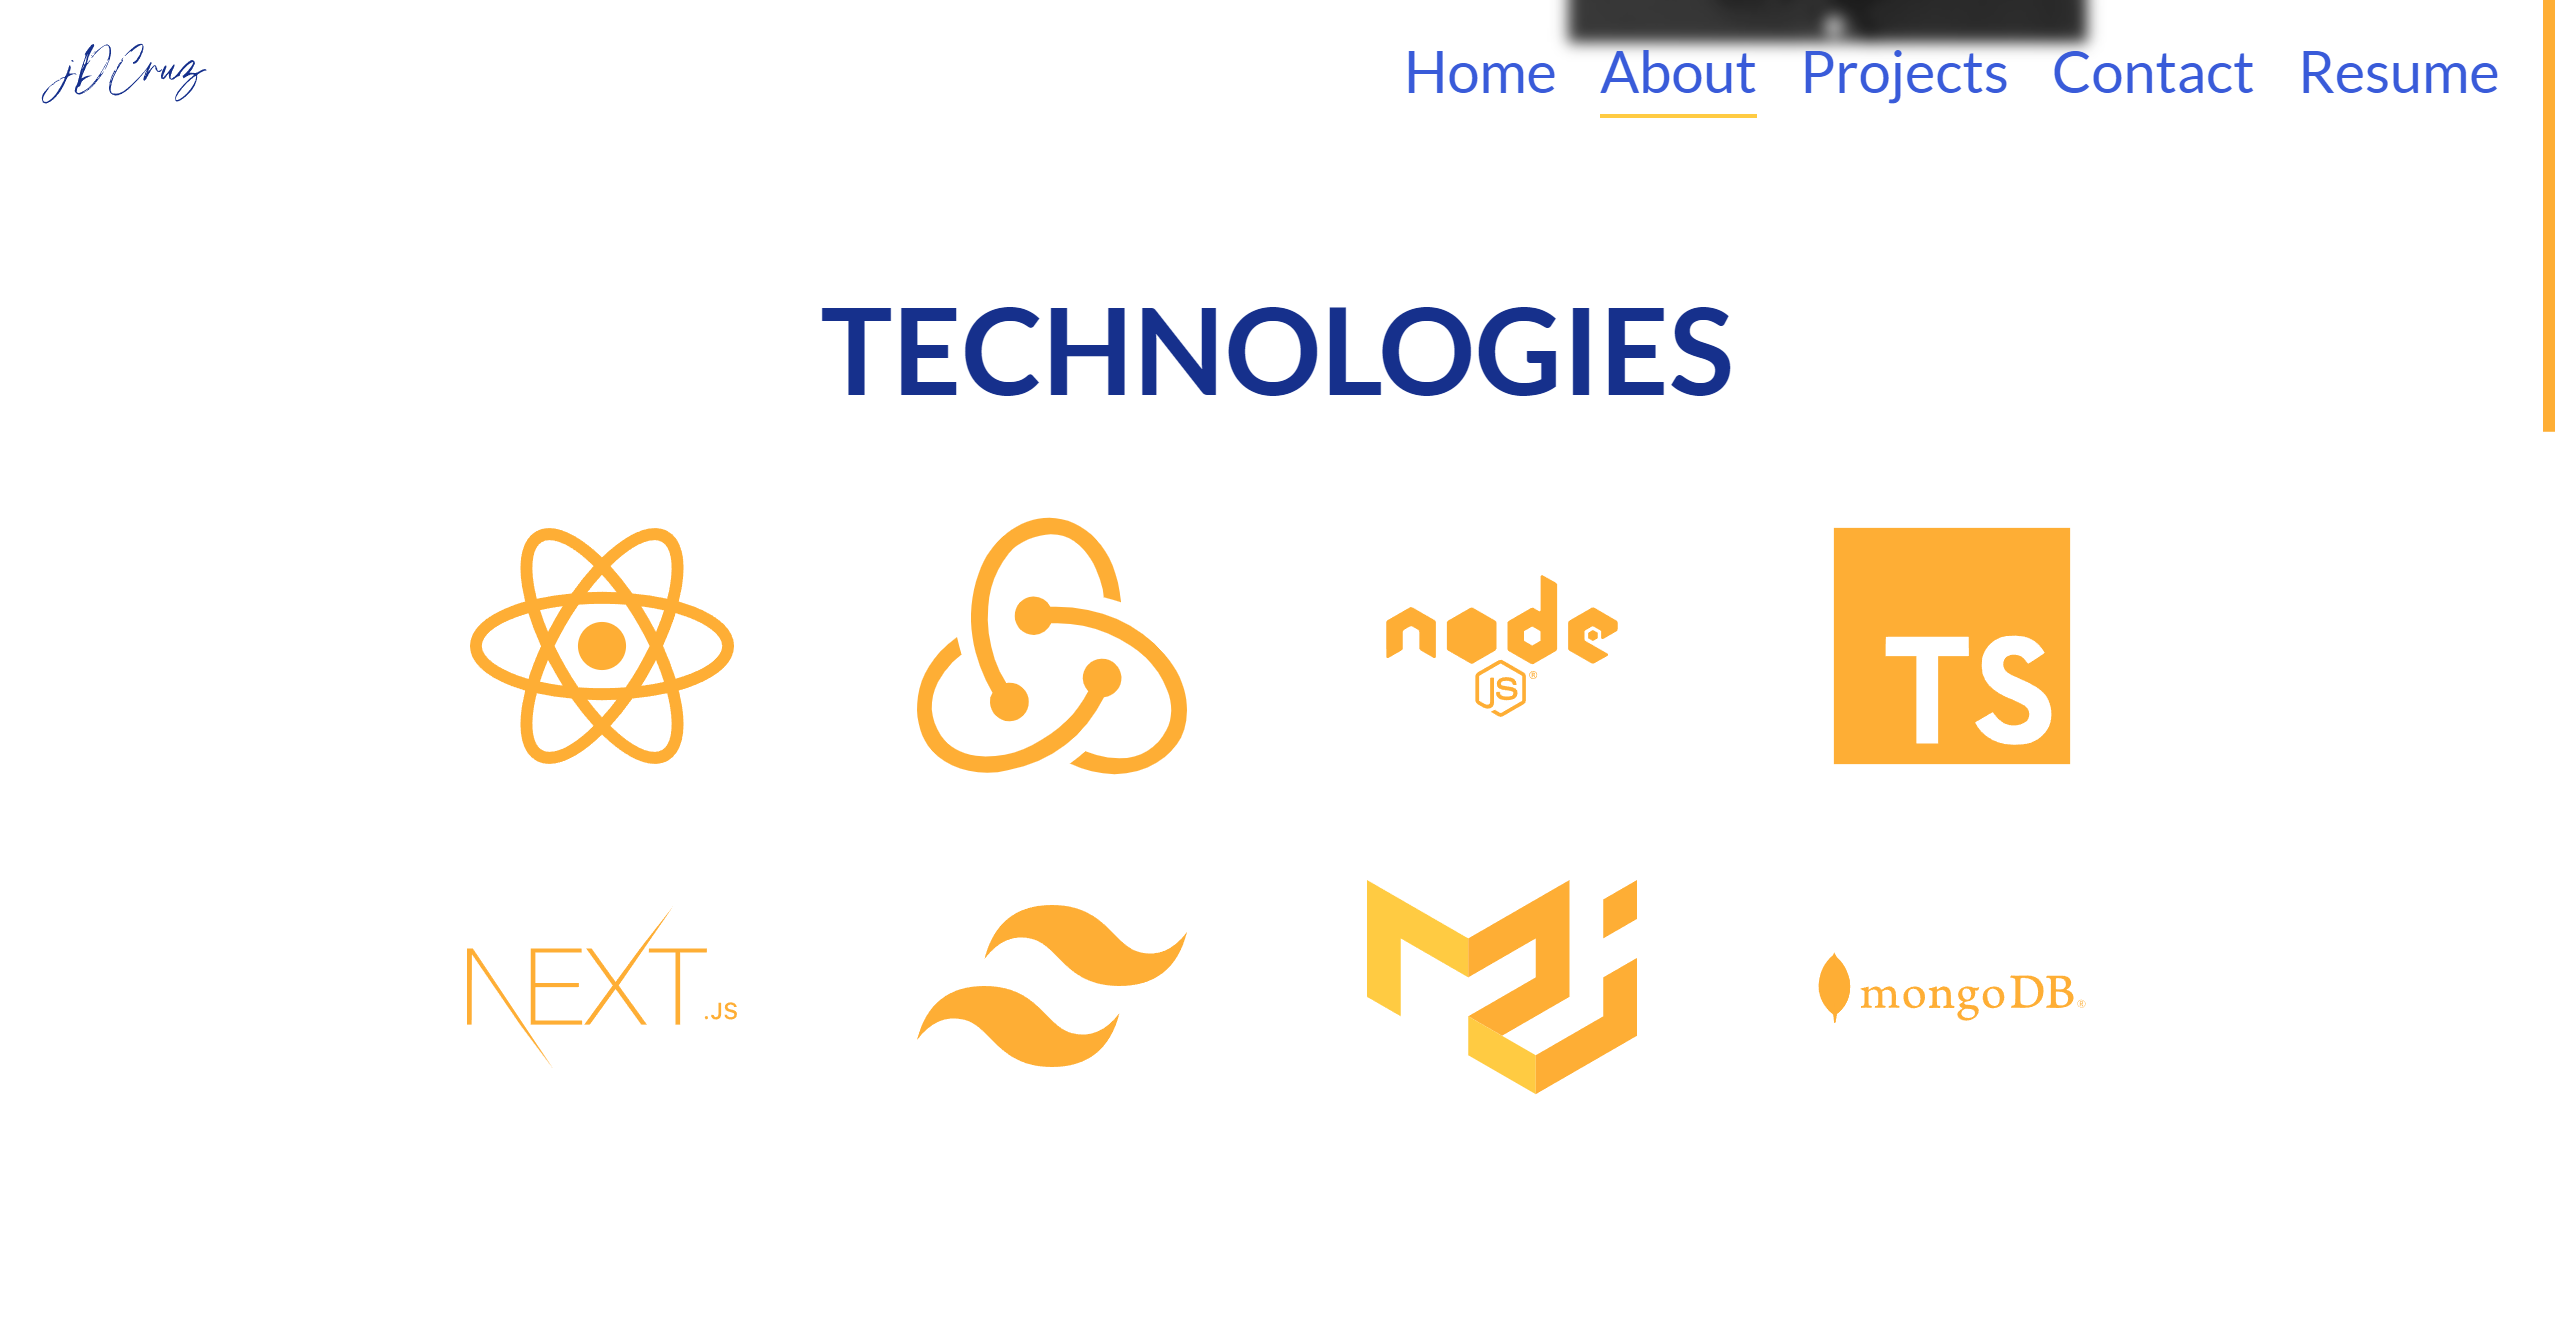 jDCruz
Home About Projects Contact Resume
TECHNOLOGIES
node
JS®
TS
NEXT.JS
mongoDB®